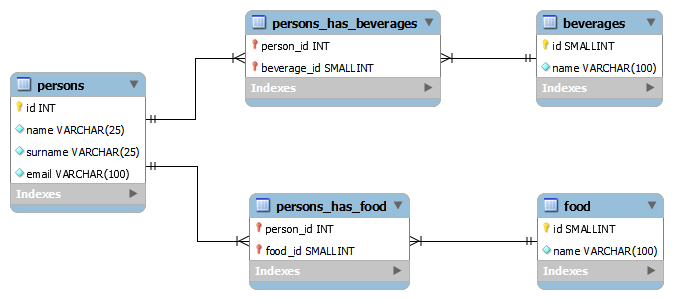 persons
id INT
name VARCHAR(25)
surname VARCHAR(25)
email VARCHAR(100)
Indexes
persons_has_beverages
person_id INT
beverage_id SMALLINT
Indexes
beverages
id SMALLINT
name VARCHAR(100)
Indexes
persons_has_food
person_id INT
food_id SMALLINT
Indexes
food
id SMALLINT
name VARCHAR(100)
Indexes